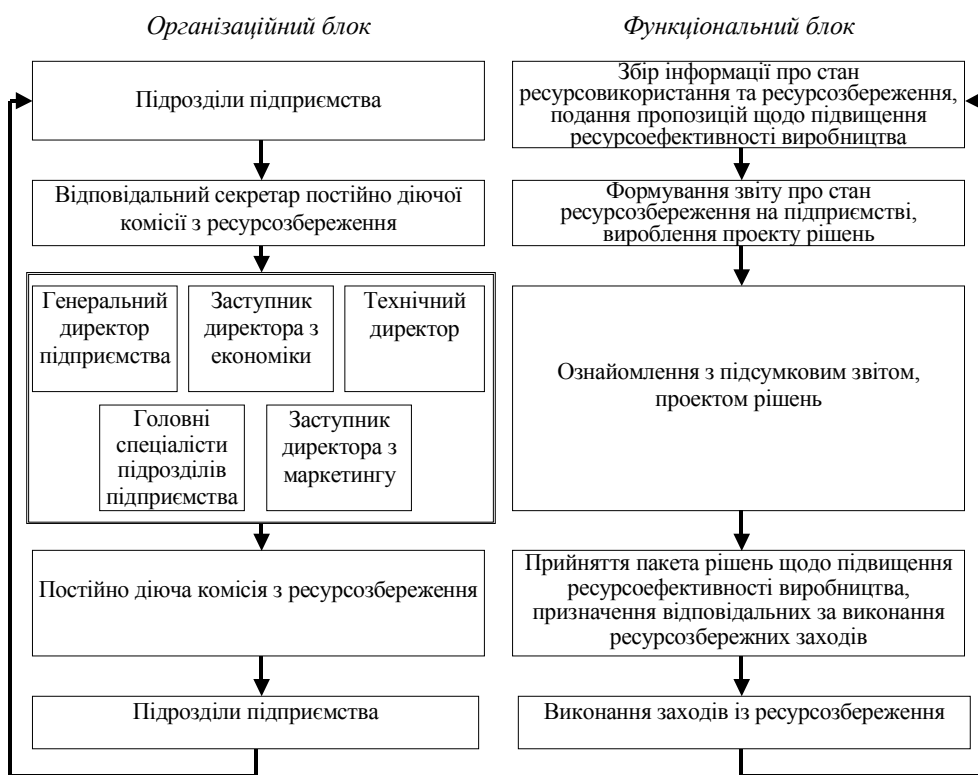 Організаційний блок
Функціональний блок
Підрозділи підприємства
Збір інформації про стан
ресурсовикористання та ресурсозбереження,
подання пропозицій щодо підвищення
ресурсоефективності виробництва
Відповідальний секретар постійно діючої
комісії з ресурсозбереження
Формування звіту про стан
ресурсозбереження на підприємстві,
вироблення проекту рішень
Генеральний
директор
підприємства
Заступник
директора з
економіки
Технічний
директор
Головні
спеціалісти
підрозділів
підприємства
Заступник
директора з
маркетингу
Ознайомлення з підсумковим звітом,
проектом рішень
Постійно діюча комісія з ресурсозбереження
Прийняття пакета рішень щодо підвищення
ресурсоефективності виробництва,
призначення відповідальних за виконання
ресурсозбережних заходів
Підрозділи підприємства
Виконання заходів із ресурсозбереження